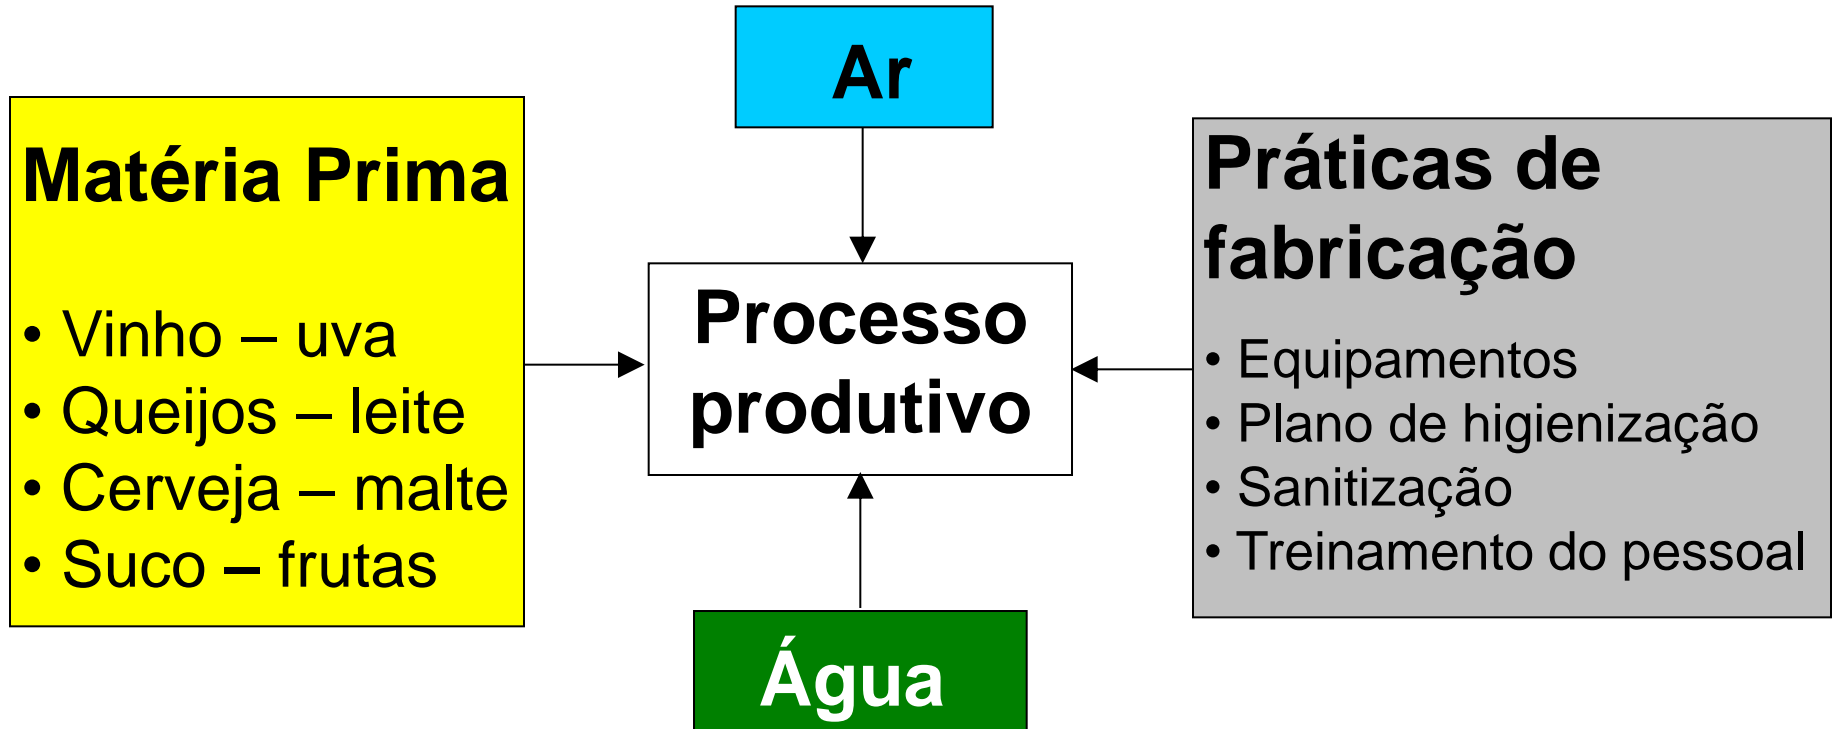 Ar
Matéria Prima
• Vinho – uva
• Queijos – leite
• Cerveja – malte
• Suco – frutas
Processo
produtivo
Práticas de
fabricação
• Equipamentos
• Plano de higienização
• Sanitização
• Treinamento do pessoal
Água